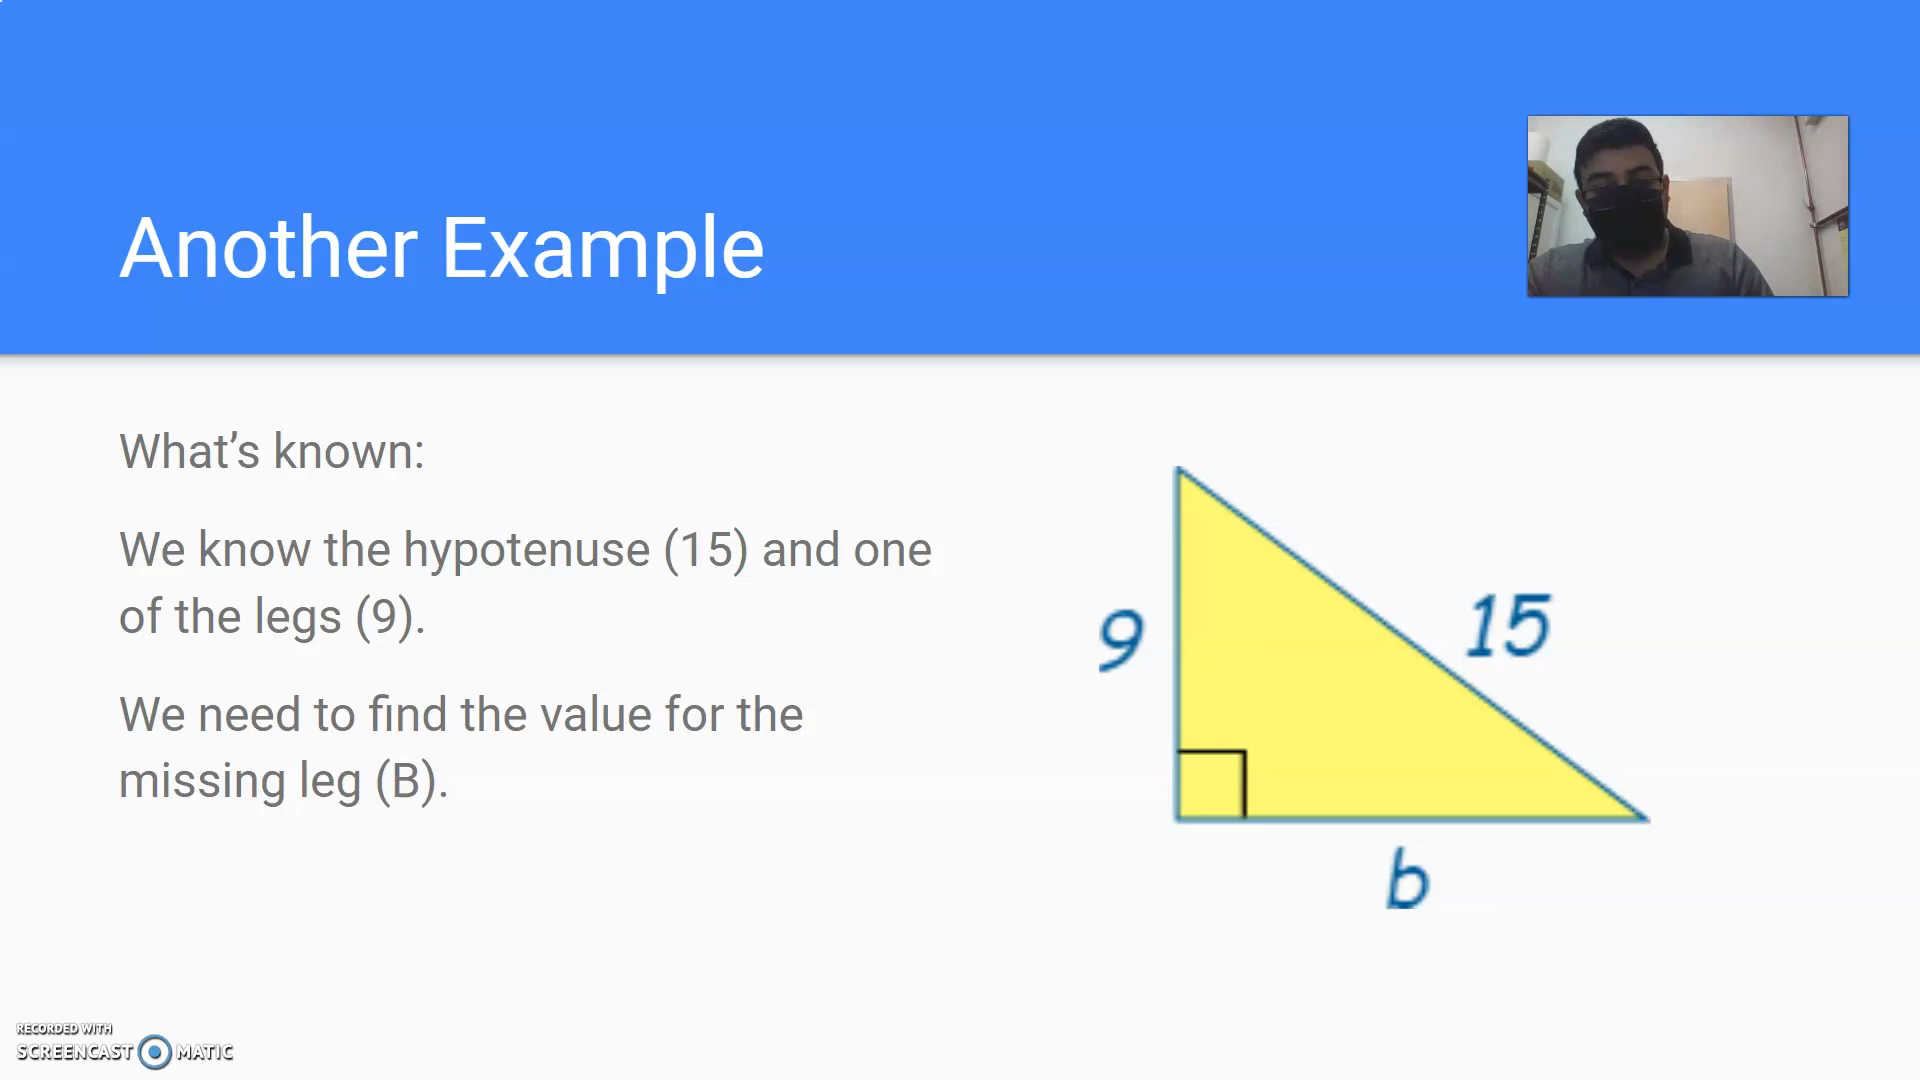 Another Example
What’s known:
We know the hypotenuse (15) and one
of the legs (9).
We need to find the value for the
missing leg (B).
9
15
b
RECORDED WITH
SCREENCAST MATIC